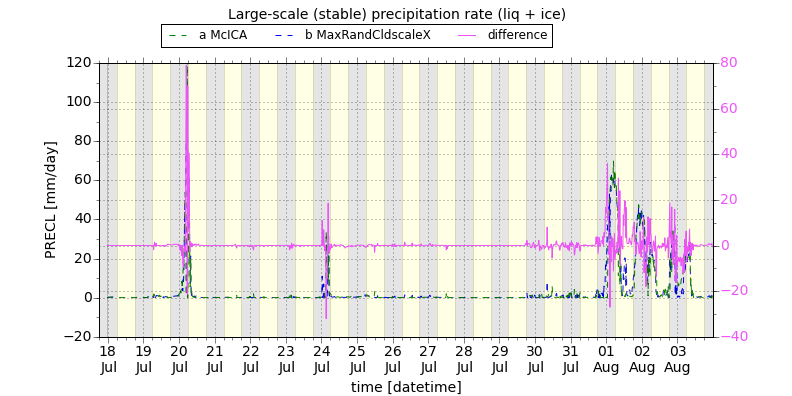 Large-scale (stable) precipitation rate (liq + ice)
a McICA b MaxRandCldscaleX difference
PRECL [mm/day]
120
100
80
60
40
20
0
−20
80
60
40
20
0
−20
−40
18 19 20 21 22 23 24 25 26 27 28 29 30 31 01 02 03
Jul Jul Jul Jul Jul Jul Jul Jul Jul Jul Jul Jul Jul Jul Aug Aug Aug
time [datetime]